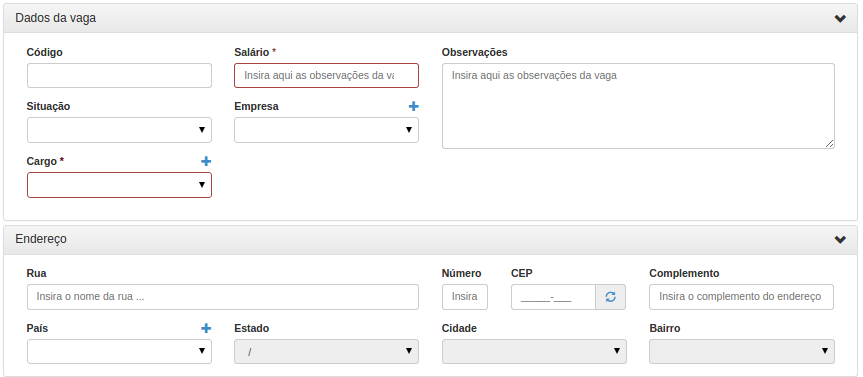 Dados da vaga
Código Salário * Observações
Insira aqui as observações da va Insira aqui as observações da vaga
Situação Empresa
Cargo *
Endereço
Rua Número CEP Complemento
Insira o nome da rua ... Insira _____-___ Insira o complemento do endereço
País Estado Cidade Bairro
/